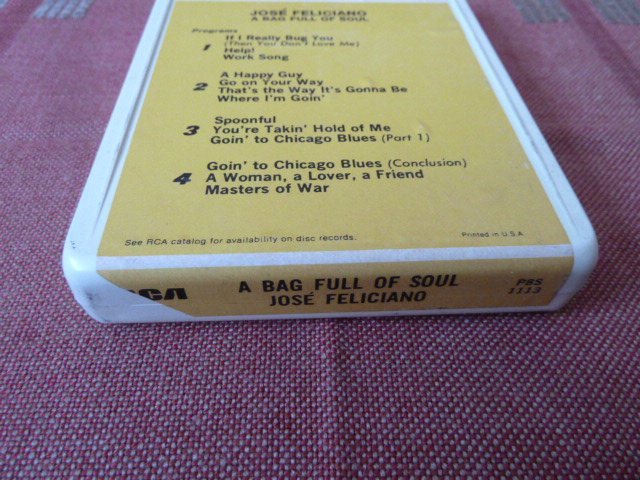 JOSÉ FELICIANO
A BAG FULL OF SOUL
Programs
1
If I Really Bug You
(Then You Don't Love Me)
Help!
Work Song
2
A Happy Guy
Go on Your Way
That's the Way It's Gonna Be
Where I'm Goin'
3
Spoonful
You're Takin' Hold of Me
Goin' to Chicago Blues (Part 1)
4
Goin' to Chicago Blues (Conclusion)
A Woman, a Lover, a Friend
Masters of War
See RCA catalog for availability on disc records.
Printed in U.S.A.
RCA
A BAG FULL OF SOUL
JOSÉ FELICIANO
P8S
1113